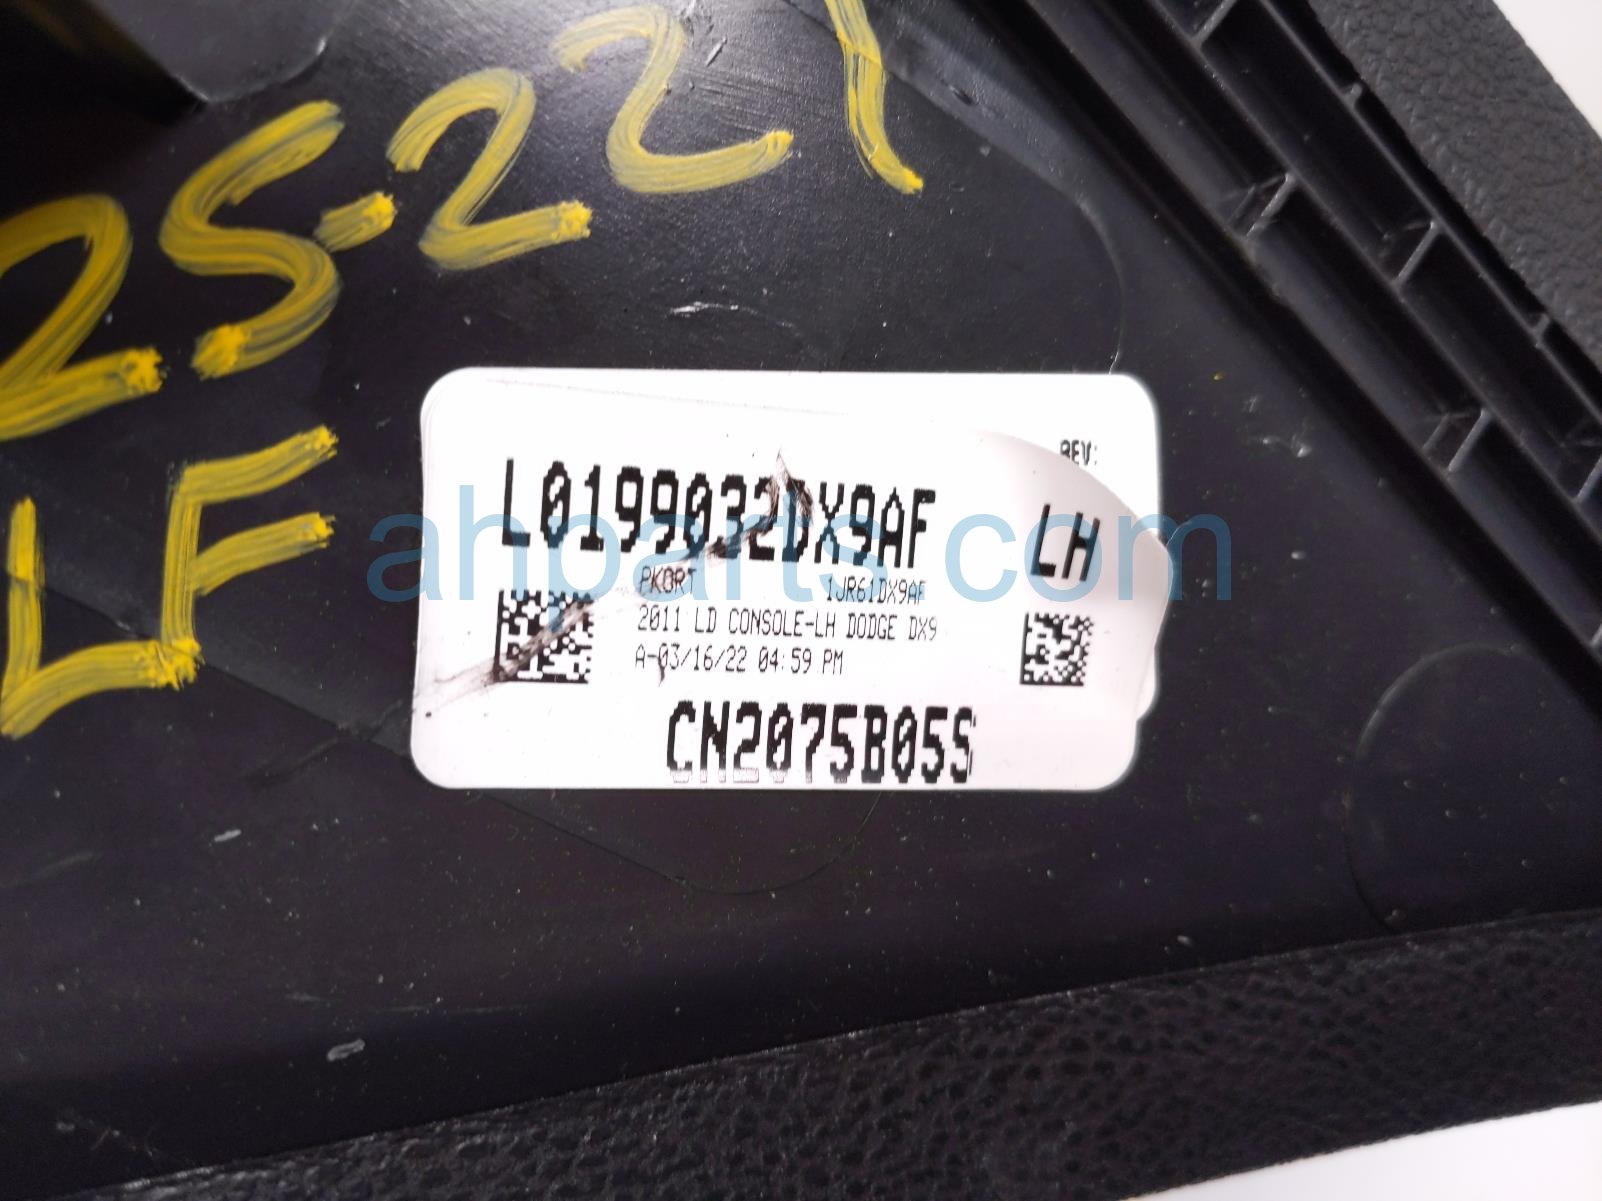 25-221
LF
REV:
L0199032DX9AF
LH
PKORT 1JR61DX9AF
2011 LD CONSOLE-LH DODGE DX9
A-03/16/22 04:59 PM
CN2075B05S
ahparts.com